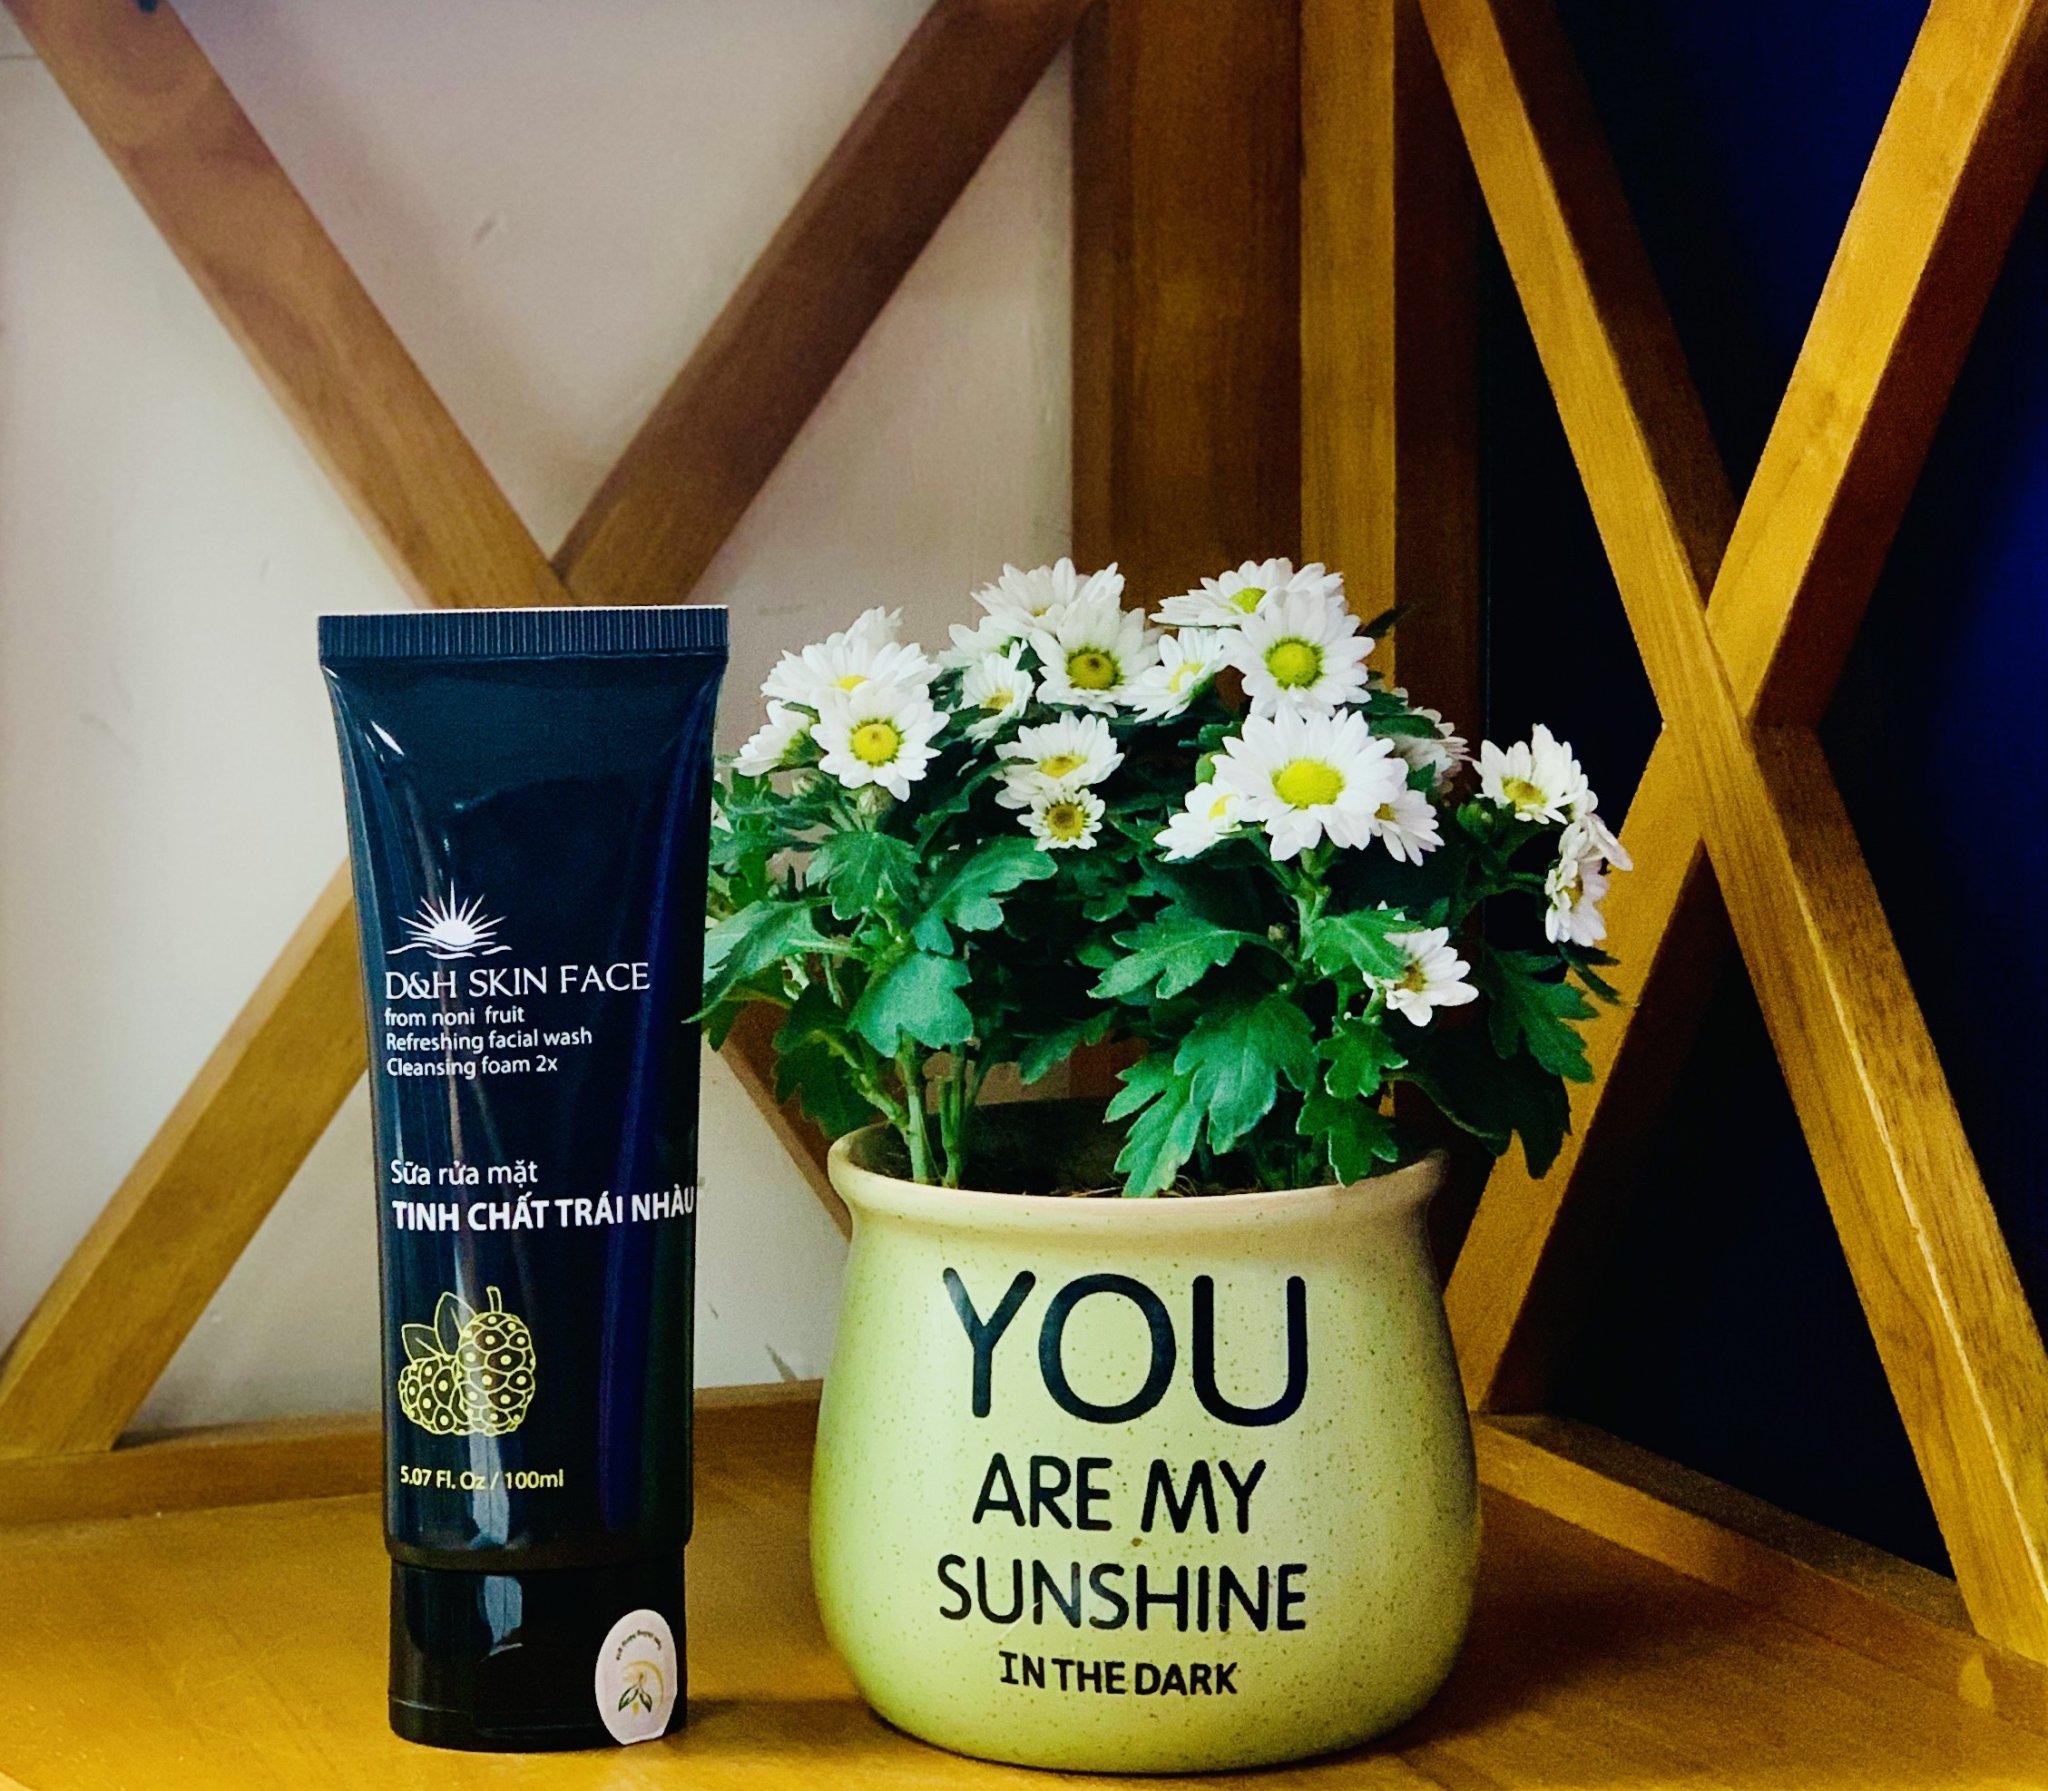 D&H SKIN FACE
from noni fruit
Refreshing facial wash
Cleansing foam 2x
Sữa rửa mặt
TINH CHẤT TRÁI NHÀU
5.07 Fl. Oz / 100ml
YOU
ARE MY
SUNSHINE
IN THE DARK